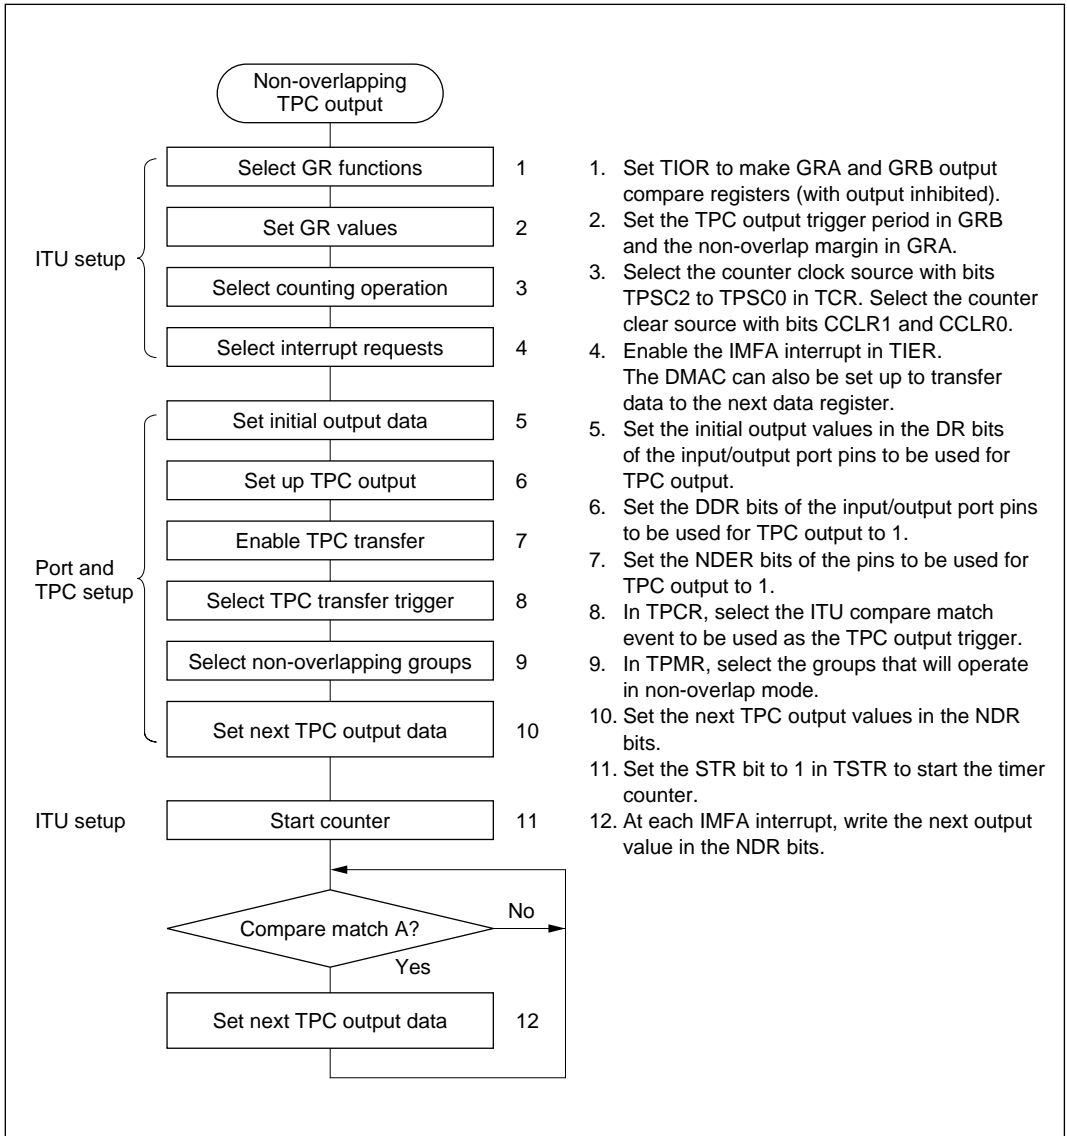 Non-overlapping
TPC output
ITU setup
Select GR functions 1
Set GR values 2
Select counting operation 3
Select interrupt requests 4
Port and
TPC setup
Set initial output data 5
Set up TPC output 6
Enable TPC transfer 7
Select TPC transfer trigger 8
Select non-overlapping groups 9
Set next TPC output data 10
ITU setup
Start counter 11
Compare match A?
No
Yes
Set next TPC output data 12
1. Set TIOR to make GRA and GRB output
compare registers (with output inhibited).
2. Set the TPC output trigger period in GRB
and the non-overlap margin in GRA.
3. Select the counter clock source with bits
TPSC2 to TPSC0 in TCR. Select the counter
clear source with bits CCLR1 and CCLR0.
4. Enable the IMFA interrupt in TIER.
The DMAC can also be set up to transfer
data to the next data register.
5. Set the initial output values in the DR bits
of the input/output port pins to be used for
TPC output.
6. Set the DDR bits of the input/output port pins
to be used for TPC output to 1.
7. Set the NDER bits of the pins to be used for
TPC output to 1.
8. In TPCR, select the ITU compare match
event to be used as the TPC output trigger.
9. In TPMR, select the groups that will operate
in non-overlap mode.
10. Set the next TPC output values in the NDR
bits.
11. Set the STR bit to 1 in TSTR to start the timer
counter.
12. At each IMFA interrupt, write the next output
value in the NDR bits.